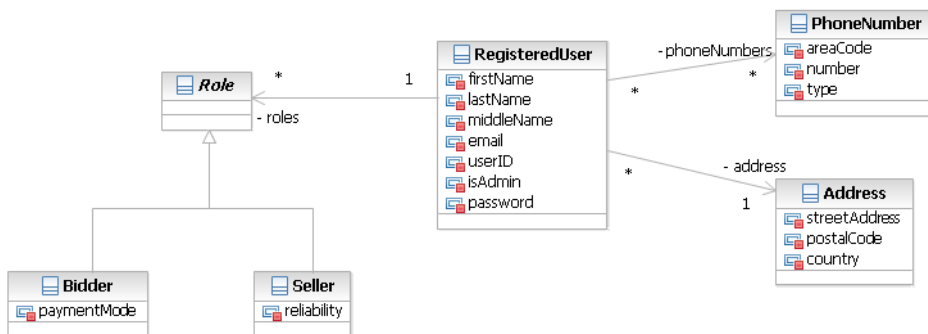 PhoneNumber
areaCode
number
type
- phoneNumbers
*
*
RegisteredUser
firstName
lastName
middleName
email
userID
isAdmin
password
Role
*
1
- roles
- address
*
1
Address
streetAddress
postalCode
country
Bidder
paymentMode
Seller
reliability